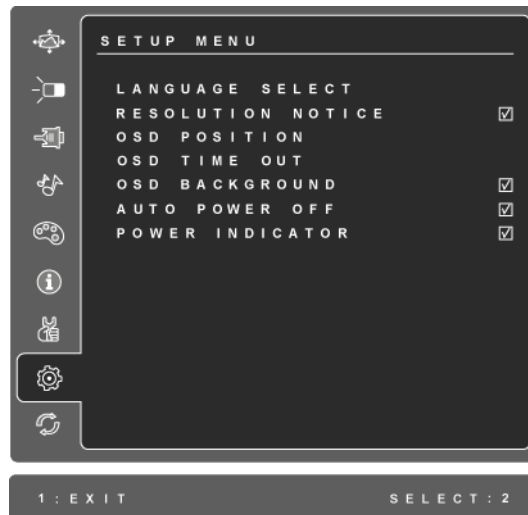 SETUP MENU
LANGUAGE SELECT
RESOLUTION NOTICE
OSD POSITION
OSD TIME OUT
OSD BACKGROUND
AUTO POWER OFF
POWER INDICATOR
1:EXIT SELECT:2